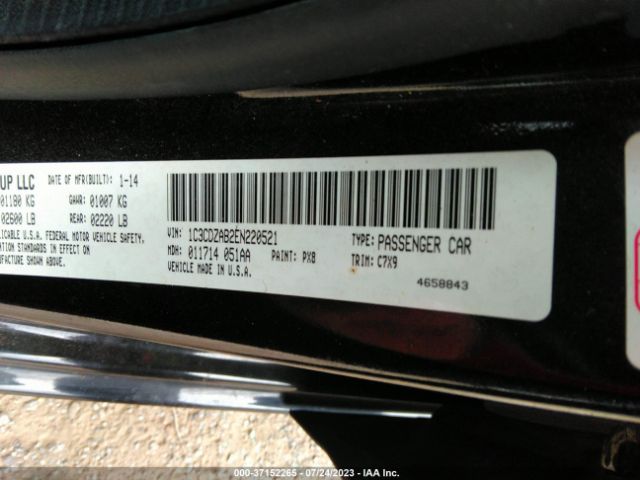 UP LLC DATE OF MFR(BUILT): 1-14
01180 KG GAWR: 01007 KG
02600 LB REAR: 02220 LB
LICABLE U.S.A. FEDERAL MOTOR VEHICLE SAFETY,
NTION STANDARDS IN EFFECT ON
NUFACTURE SHOWN ABOVE.
VIN: 1C3CDZAB2EN220521 TYPE: PASSENGER CAR
MDH: 011714 051AA PAINT: PX8 TRIM: C7X9
VEHICLE MADE IN U.S.A.
4658843
000-37152265 - 07/24/2023 - IAA Inc.